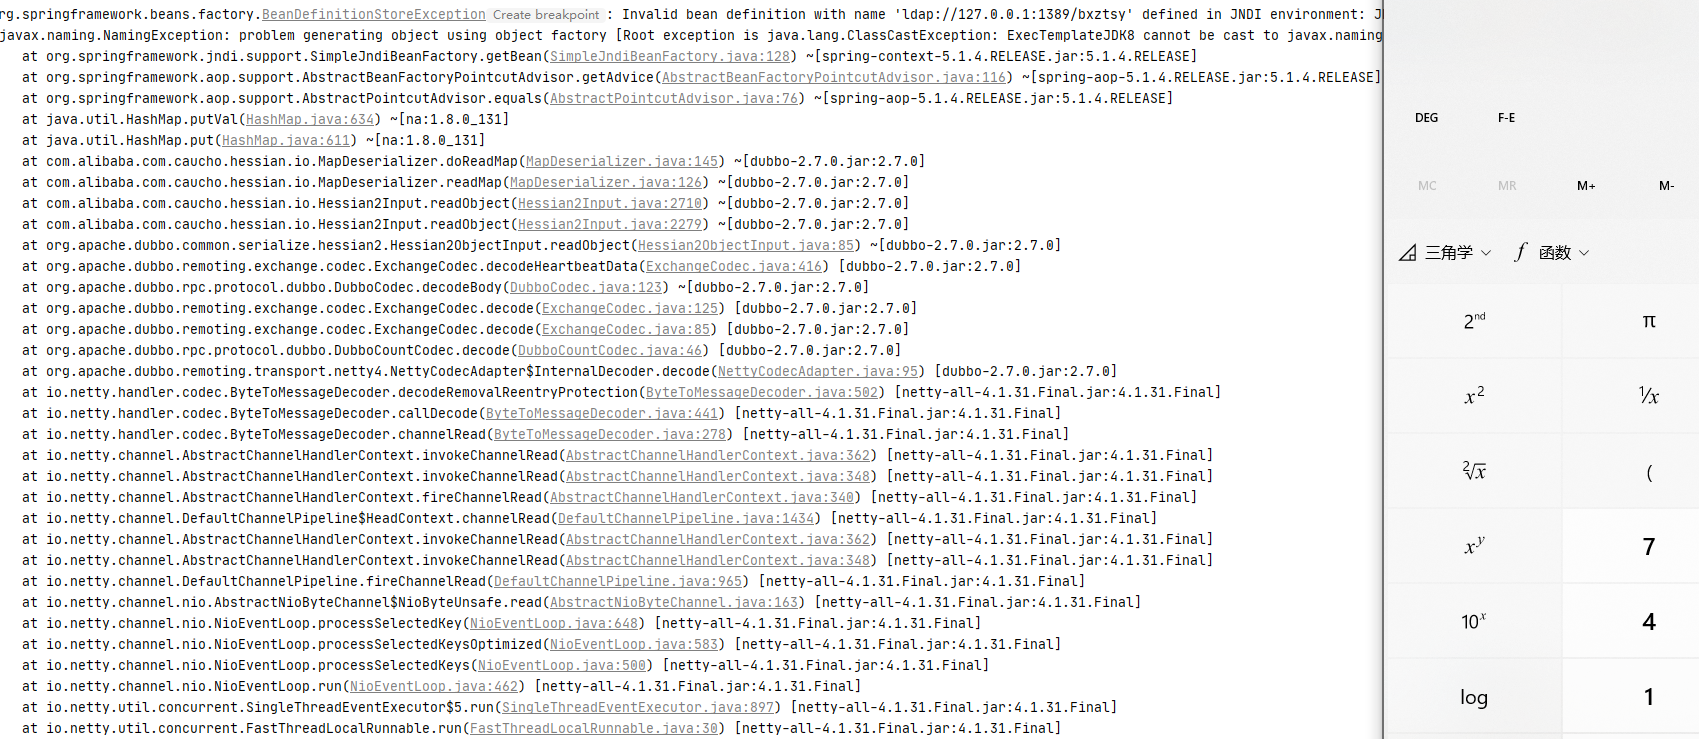 rg.springframework.beans.factory.BeanDefinitionStoreException Create breakpoint : Invalid bean definition with name 'ldap://127.0.0.1:1389/bxztsy' defined in JNDI environment: J
javax.naming.NamingException: problem generating object using object factory [Root exception is java.lang.ClassCastException: ExecTemplateJDK8 cannot be cast to javax.naming
at org.springframework.jndi.support.SimpleJndiBeanFactory.getBean(SimpleJndiBeanFactory.java:128) ~[spring-context-5.1.4.RELEASE.jar:5.1.4.RELEASE]
at org.springframework.aop.support.AbstractBeanFactoryPointcutAdvisor.getAdvice(AbstractBeanFactoryPointcutAdvisor.java:116) ~[spring-aop-5.1.4.RELEASE.jar:5.1.4.RELEASE]
at org.springframework.aop.support.AbstractPointcutAdvisor.equals(AbstractPointcutAdvisor.java:76) ~[spring-aop-5.1.4.RELEASE.jar:5.1.4.RELEASE]
at java.util.HashMap.putVal(HashMap.java:634) ~[na:1.8.0_131]
at java.util.HashMap.put(HashMap.java:611) ~[na:1.8.0_131]
at com.alibaba.com.caucho.hessian.io.MapDeserializer.doReadMap(MapDeserializer.java:145) ~[dubbo-2.7.0.jar:2.7.0]
at com.alibaba.com.caucho.hessian.io.MapDeserializer.readMap(MapDeserializer.java:126) ~[dubbo-2.7.0.jar:2.7.0]
at com.alibaba.com.caucho.hessian.io.Hessian2Input.readObject(Hessian2Input.java:2710) ~[dubbo-2.7.0.jar:2.7.0]
at com.alibaba.com.caucho.hessian.io.Hessian2Input.readObject(Hessian2Input.java:2279) ~[dubbo-2.7.0.jar:2.7.0]
at org.apache.dubbo.common.serialize.hessian2.Hessian2ObjectInput.readObject(Hessian2ObjectInput.java:85) ~[dubbo-2.7.0.jar:2.7.0]
at org.apache.dubbo.remoting.exchange.codec.ExchangeCodec.decodeHeartbeatData(ExchangeCodec.java:416) [dubbo-2.7.0.jar:2.7.0]
at org.apache.dubbo.rpc.protocol.dubbo.DubboCodec.decodeBody(DubboCodec.java:123) ~[dubbo-2.7.0.jar:2.7.0]
at org.apache.dubbo.remoting.exchange.codec.ExchangeCodec.decode(ExchangeCodec.java:125) [dubbo-2.7.0.jar:2.7.0]
at org.apache.dubbo.remoting.exchange.codec.ExchangeCodec.decode(ExchangeCodec.java:85) [dubbo-2.7.0.jar:2.7.0]
at org.apache.dubbo.rpc.protocol.dubbo.DubboCountCodec.decode(DubboCountCodec.java:46) [dubbo-2.7.0.jar:2.7.0]
at org.apache.dubbo.remoting.transport.netty4.NettyCodecAdapter$InternalDecoder.decode(NettyCodecAdapter.java:95) [dubbo-2.7.0.jar:2.7.0]
at io.netty.handler.codec.ByteToMessageDecoder.decodeRemovalReentryProtection(ByteToMessageDecoder.java:502) [netty-all-4.1.31.Final.jar:4.1.31.Final]
at io.netty.handler.codec.ByteToMessageDecoder.callDecode(ByteToMessageDecoder.java:441) [netty-all-4.1.31.Final.jar:4.1.31.Final]
at io.netty.handler.codec.ByteToMessageDecoder.channelRead(ByteToMessageDecoder.java:278) [netty-all-4.1.31.Final.jar:4.1.31.Final]
at io.netty.channel.AbstractChannelHandlerContext.invokeChannelRead(AbstractChannelHandlerContext.java:362) [netty-all-4.1.31.Final.jar:4.1.31.Final]
at io.netty.channel.AbstractChannelHandlerContext.invokeChannelRead(AbstractChannelHandlerContext.java:348) [netty-all-4.1.31.Final.jar:4.1.31.Final]
at io.netty.channel.AbstractChannelHandlerContext.fireChannelRead(AbstractChannelHandlerContext.java:340) [netty-all-4.1.31.Final.jar:4.1.31.Final]
at io.netty.channel.DefaultChannelPipeline$HeadContext.channelRead(DefaultChannelPipeline.java:1434) [netty-all-4.1.31.Final.jar:4.1.31.Final]
at io.netty.channel.AbstractChannelHandlerContext.invokeChannelRead(AbstractChannelHandlerContext.java:362) [netty-all-4.1.31.Final.jar:4.1.31.Final]
at io.netty.channel.AbstractChannelHandlerContext.invokeChannelRead(AbstractChannelHandlerContext.java:348) [netty-all-4.1.31.Final.jar:4.1.31.Final]
at io.netty.channel.DefaultChannelPipeline.fireChannelRead(DefaultChannelPipeline.java:965) [netty-all-4.1.31.Final.jar:4.1.31.Final]
at io.netty.channel.nio.AbstractNioByteChannel$NioByteUnsafe.read(AbstractNioByteChannel.java:163) [netty-all-4.1.31.Final.jar:4.1.31.Final]
at io.netty.channel.nio.NioEventLoop.processSelectedKey(NioEventLoop.java:648) [netty-all-4.1.31.Final.jar:4.1.31.Final]
at io.netty.channel.nio.NioEventLoop.processSelectedKeysOptimized(NioEventLoop.java:583) [netty-all-4.1.31.Final.jar:4.1.31.Final]
at io.netty.channel.nio.NioEventLoop.processSelectedKeys(NioEventLoop.java:500) [netty-all-4.1.31.Final.jar:4.1.31.Final]
at io.netty.channel.nio.NioEventLoop.run(NioEventLoop.java:462) [netty-all-4.1.31.Final.jar:4.1.31.Final]
at io.netty.util.concurrent.SingleThreadEventExecutor$5.run(SingleThreadEventExecutor.java:897) [netty-all-4.1.31.Final.jar:4.1.31.Final]
at io.netty.util.concurrent.FastThreadLocalRunnable.run(FastThreadLocalRunnable.java:30) [netty-all-4.1.31.Final.jar:4.1.31.Final]
DEG F-E
MC MR M+ M-
三角学 f 函数
2nd π
x² ¹/x
²√x (
xʸ 7
10ˣ 4
log 1